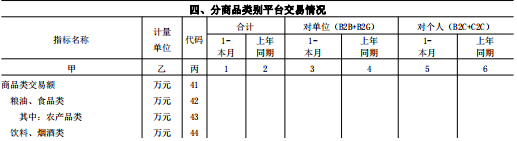 四、分商品类别平台交易情况
指标名称 计量单位 代码 合计 对单位（B2B+B2G） 对个人（B2C+C2C）
1-本月 上年同期 1-本月 上年同期 1-本月 上年同期
甲 乙 丙 1 2 3 4 5 6
商品类交易额 万元 41
粮油、食品类 万元 42
其中：农产品类 万元 43
饮料、烟酒类 万元 44